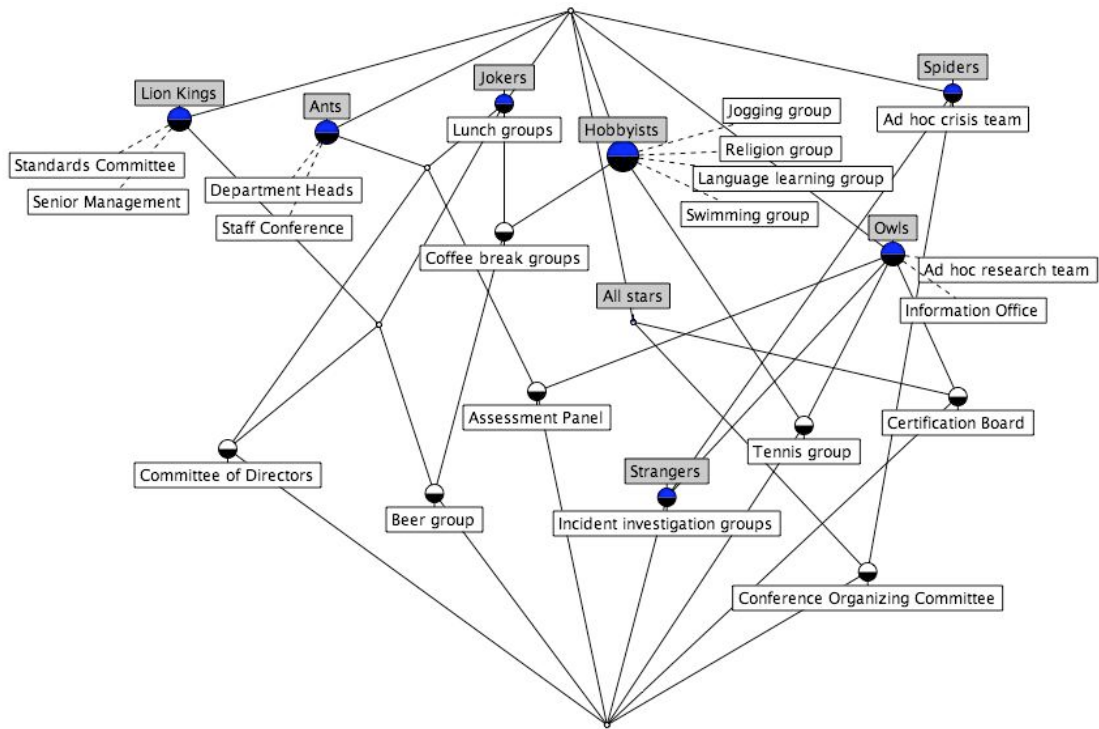 Spiders
Jokers
Lion Kings
Ants
Jogging group
Ad hoc crisis team
Lunch groups
Hobbyists
Religion group
Standards Committee
Language learning group
Department Heads
Senior Management
Swimming group
Staff Conference
Owls
Coffee break groups
Ad hoc research team
All stars
Information Office
Assessment Panel
Certification Board
Tennis group
Committee of Directors
Strangers
Beer group
Incident investigation groups
Conference Organizing Committee